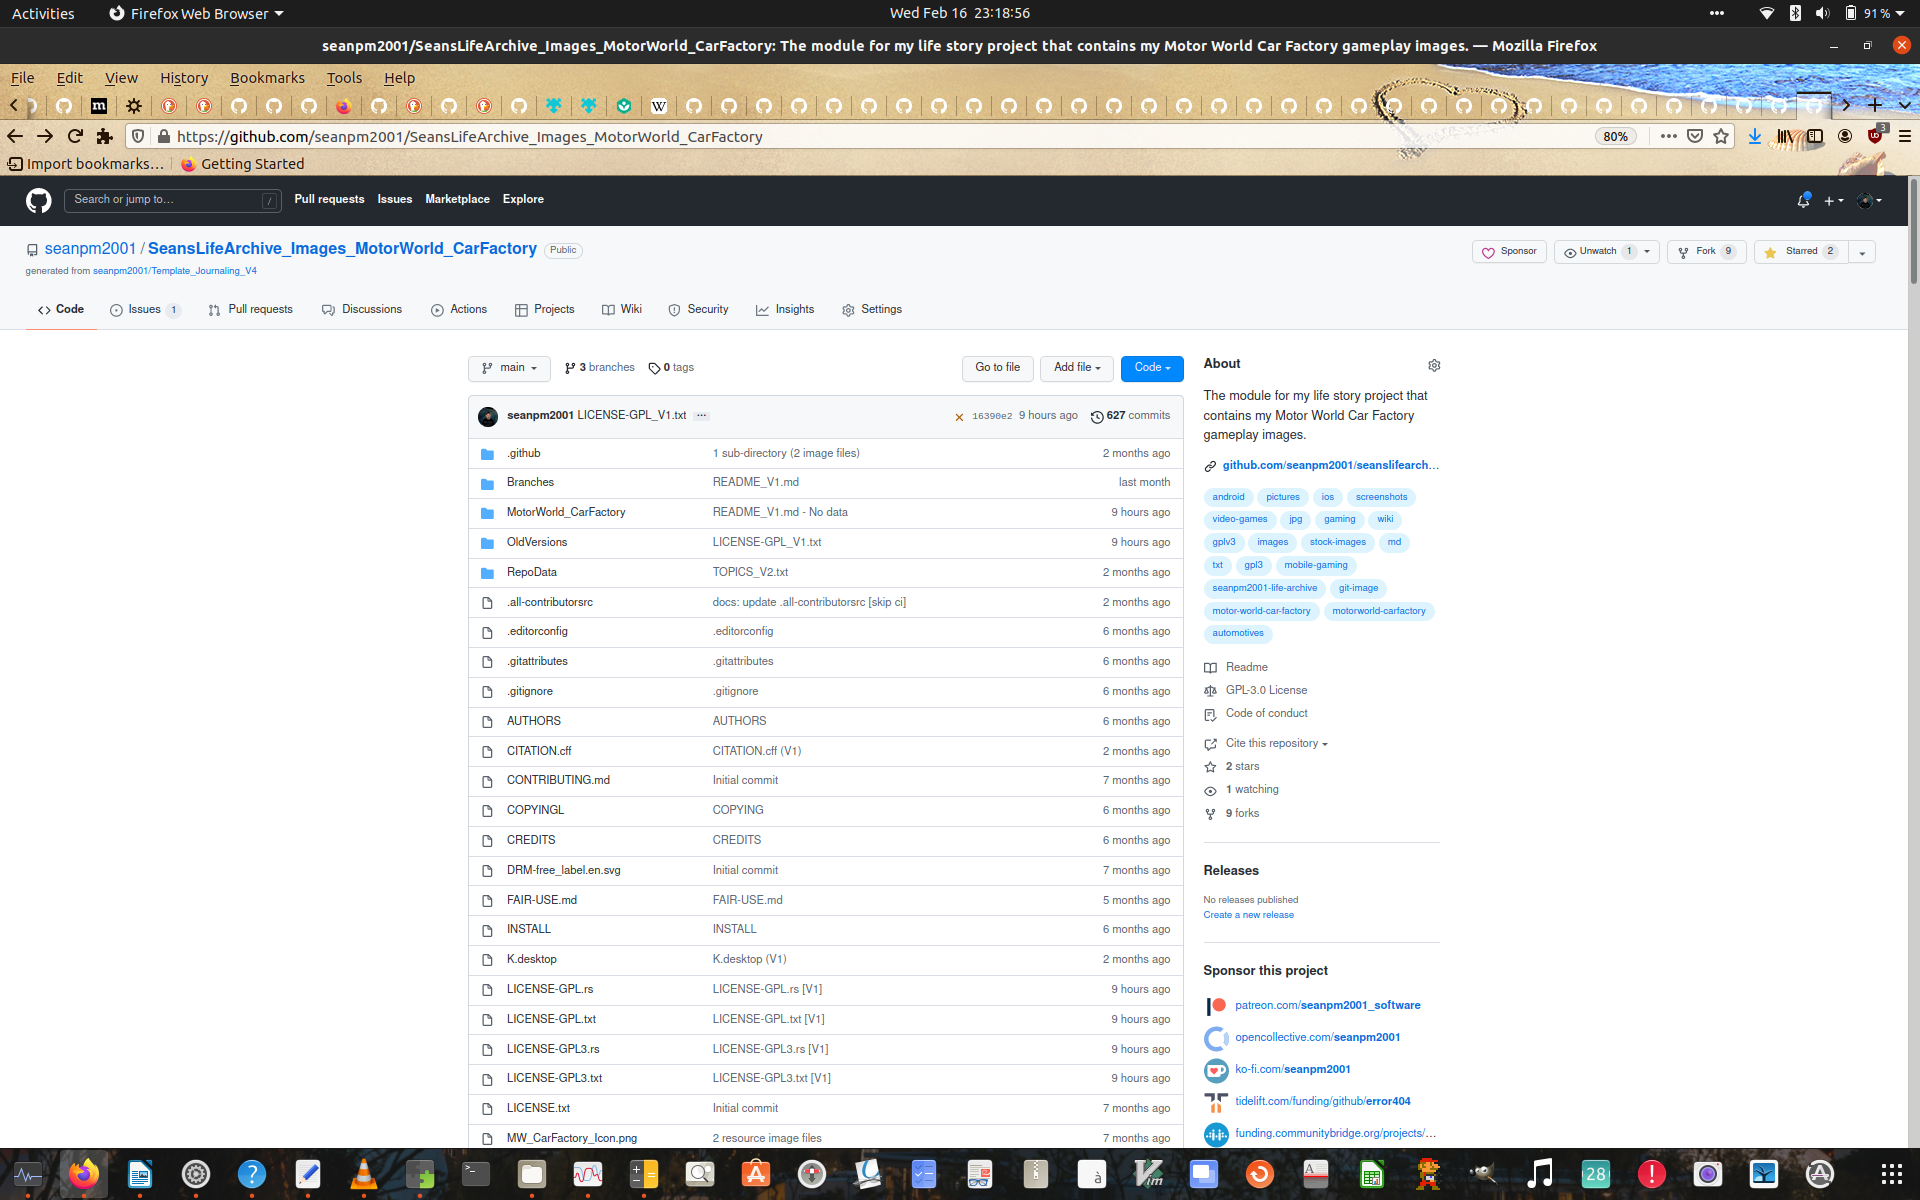 Activities Firefox Web Browser Wed Feb 16 23:18:56 91 %
seanpm2001/SeansLifeArchive_Images_MotorWorld_CarFactory: The module for my life story project that contains my Motor World Car Factory gameplay images. — Mozilla Firefox
File Edit View History Bookmarks Tools Help
https://github.com/seanpm2001/SeansLifeArchive_Images_MotorWorld_CarFactory 80% 3
Import bookmarks... Getting Started
Search or jump to... / Pull requests Issues Marketplace Explore
seanpm2001 / SeansLifeArchive_Images_MotorWorld_CarFactory Public
Sponsor Unwatch 1 Fork 9 Starred 2
generated from seanpm2001/Template_Journaling_V4
Code Issues 1 Pull requests Discussions Actions Projects Wiki Security Insights Settings
main 3 branches 0 tags Go to file Add file Code
seanpm2001 LICENSE-GPL_V1.txt ... 16390e2 9 hours ago 627 commits
.github 1 sub-directory (2 image files) 2 months ago
Branches README_V1.md last month
MotorWorld_CarFactory README_V1.md - No data 9 hours ago
OldVersions LICENSE-GPL_V1.txt 9 hours ago
RepoData TOPICS_V2.txt 2 months ago
.all-contributorsrc docs: update .all-contributorsrc [skip ci] 2 months ago
.editorconfig .editorconfig 6 months ago
.gitattributes .gitattributes 6 months ago
.gitignore .gitignore 6 months ago
AUTHORS AUTHORS 6 months ago
CITATION.cff CITATION.cff (V1) 2 months ago
CONTRIBUTING.md Initial commit 7 months ago
COPYINGL COPYING 6 months ago
CREDITS CREDITS 6 months ago
DRM-free_label.en.svg Initial commit 7 months ago
FAIR-USE.md FAIR-USE.md 5 months ago
INSTALL INSTALL 6 months ago
K.desktop K.desktop (V1) 2 months ago
LICENSE-GPL.rs LICENSE-GPL.rs [V1] 9 hours ago
LICENSE-GPL.txt LICENSE-GPL.txt [V1] 9 hours ago
LICENSE-GPL3.rs LICENSE-GPL3.rs [V1] 9 hours ago
LICENSE-GPL3.txt LICENSE-GPL3.txt [V1] 9 hours ago
LICENSE.txt Initial commit 7 months ago
MW_CarFactory_Icon.png 2 resource image files 7 months ago
About
The module for my life story project that
contains my Motor World Car Factory
gameplay images.
github.com/seanpm2001/seanslifearch...
android pictures ios screenshots
video-games jpg gaming wiki
gplv3 images stock-images md
txt gpl3 mobile-gaming
seanpm2001-life-archive git-image
motor-world-car-factory motorworld-carfactory
automotives
Readme
GPL-3.0 License
Code of conduct
Cite this repository
2 stars
1 watching
9 forks
Releases
No releases published
Create a new release
Sponsor this project
patreon.com/seanpm2001_software
opencollective.com/seanpm2001
ko-fi.com/seanpm2001
tidelift.com/funding/github/error404
funding.communitybridge.org/projects/...
28